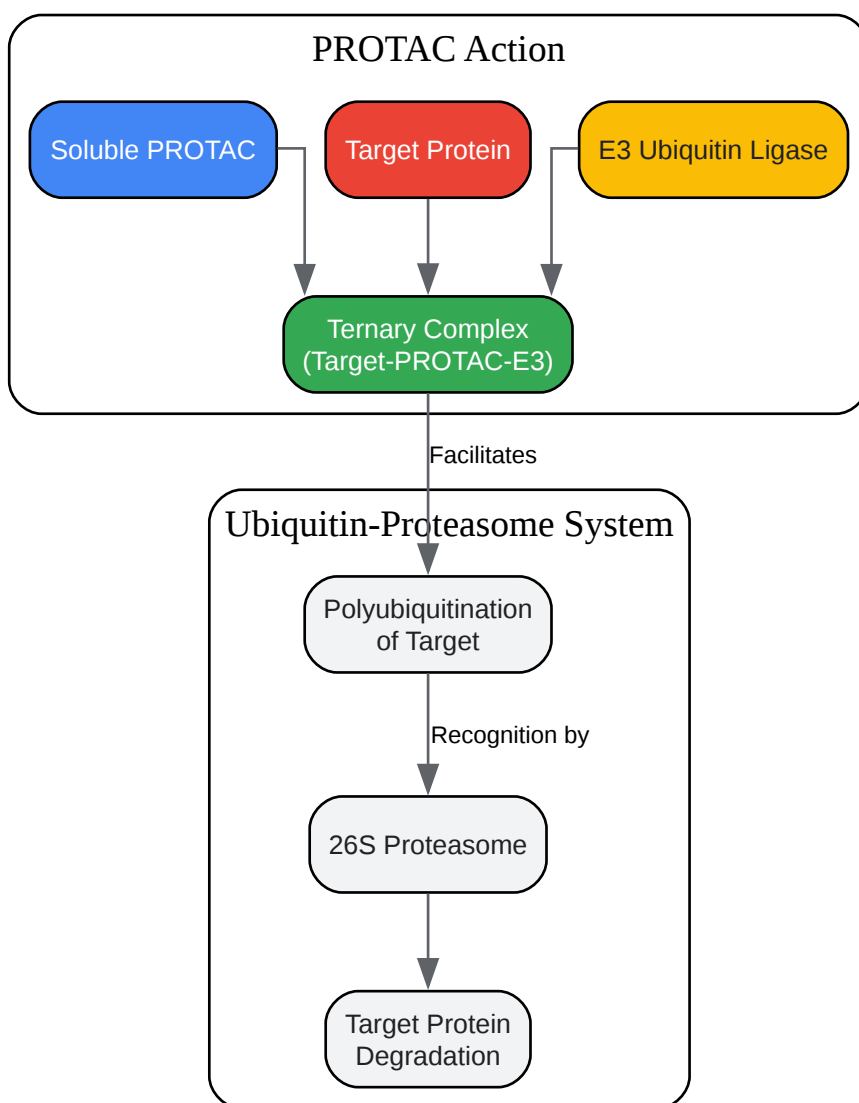 PROTAC Action
Soluble PROTAC
Target Protein
E3 Ubiquitin Ligase
Ternary Complex
(Target-PROTAC-E3)
Facilitates
Ubiquitin-Proteasome System
Polyubiquitination
of Target
Recognition by
26S Proteasome
Target Protein
Degradation